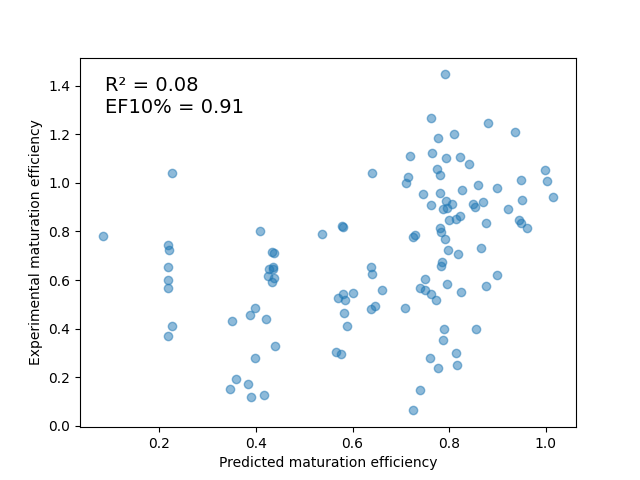 R² = 0.08
EF10% = 0.91
Experimental maturation efficiency
1.4
1.2
1.0
0.8
0.6
0.4
0.2
0.0
0.2 0.4 0.6 0.8 1.0
Predicted maturation efficiency